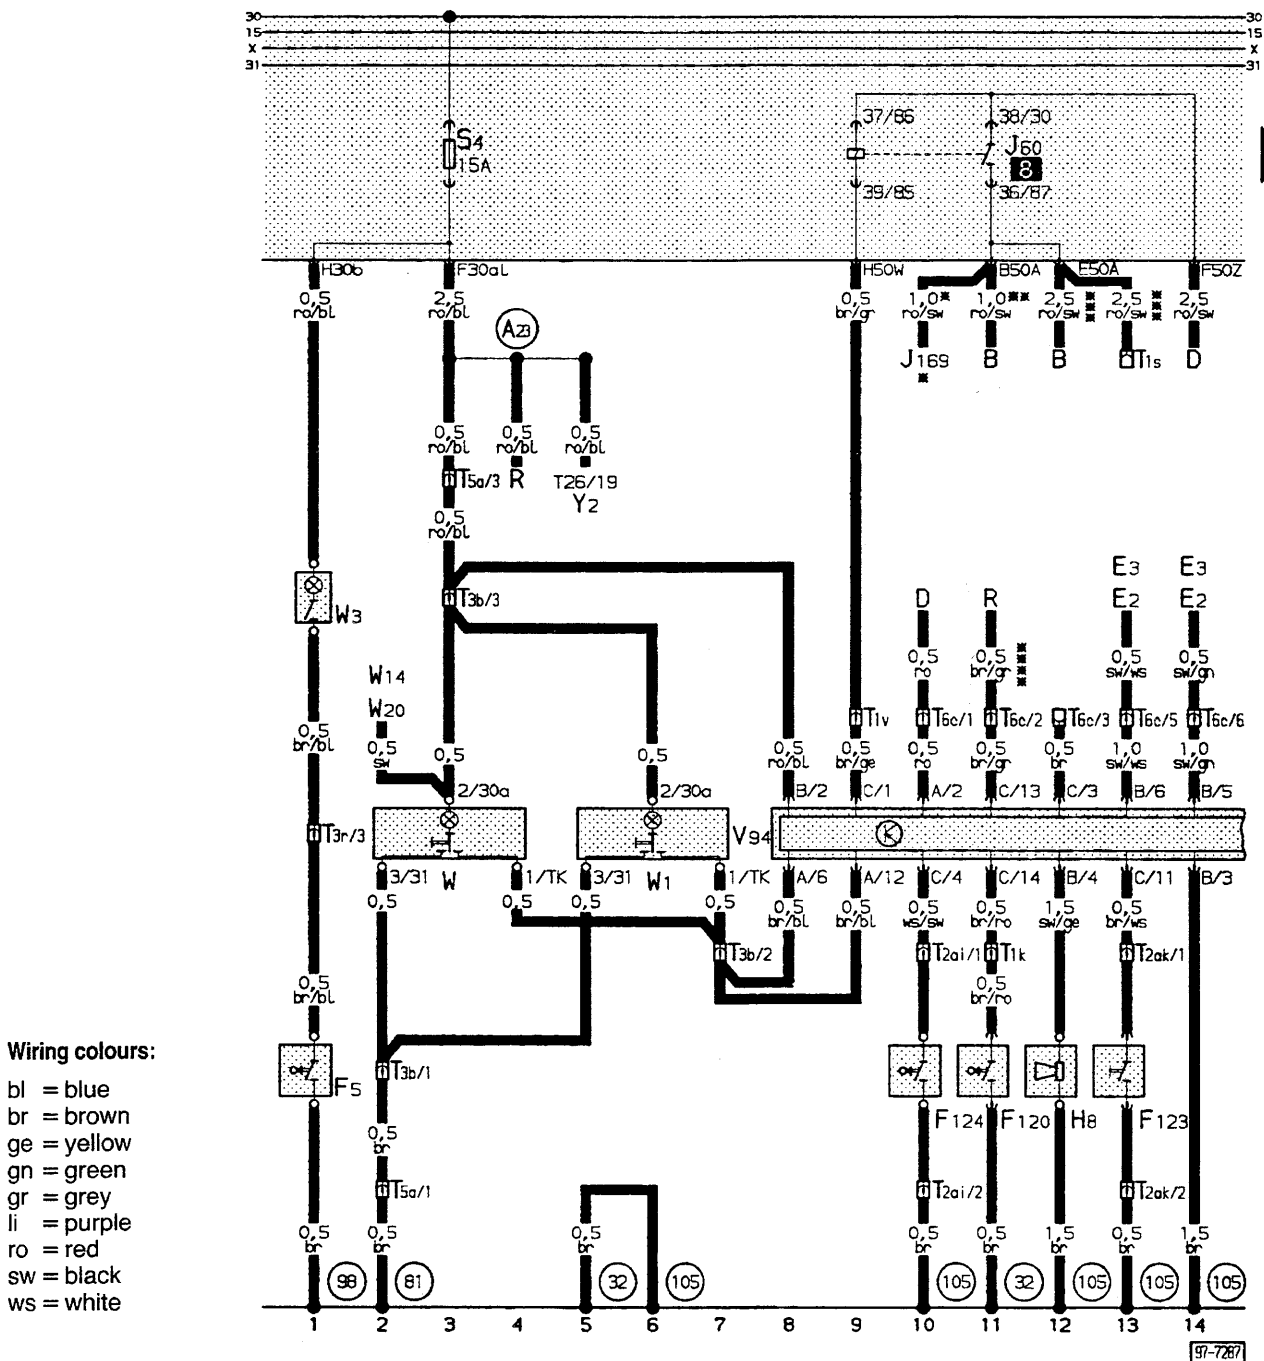 30 30
15 15
X X
31 31
37/86 38/30
S4 J60
15A 8
39/85 36/87
H30b F30aL H50W B50A E50A F50Z
0,5 2,5 0,5 1,0* 1,0** 2,5 *** 2,5 **** 2,5
ro/bl ro/bl br/gr ro/sw ro/sw ro/sw ro/sw ro/sw
A23
J169 B B T1s D
*
0,5 0,5 0,5
ro/bl ro/bl ro/bl
T5a/3 R T26/19
Y2
0,5
ro/bl
E3 E3
T3b/3 D R E2 E2
W3
0,5 0,5 **** 0,5 0,5
ro br/gr sw/ws sw/gn
W14
W20 T1v T6c/1 T6c/2 T6c/3 T6c/5 T6c/6
0,5
br/bl
0,5 0,5 0,5 0,5 0,5 0,5 0,5 0,5 1,0 1,0
sw ro/bl br/ge ro br/gr br sw/ws sw/gn
2/30a 2/30a B/2 C/1 A/2 C/13 C/3 B/6 B/5
T3r/3 V94
3/31 W 1/TK 3/31 W1 1/TK A/6 A/12 C/4 C/14 B/4 C/11 B/3
0,5 0,5 0,5 0,5 0,5 0,5 0,5 0,5 1,5 0,5
br/bl br/bl ws/sw br/ro sw/ge br/ws
T3b/2 T2ai/1 T1k T2ak/1
0,5 0,5
br/bl br/ro
Wiring colours:
bl = blue
br = brown
ge = yellow
gn = green
gr = grey
li = purple
ro = red
sw = black
ws = white
F5 T3b/1
F124 F120 H8 F123
0,5
br
T5a/1 T2ai/2 T2ak/2
0,5 0,5 0,5 0,5 0,5 1,5 0,5 1,5
br br br br br br br br
98 81 32 105 105 32 105 105 105
1 2 3 4 5 6 7 8 9 10 11 12 13 14
97-7287